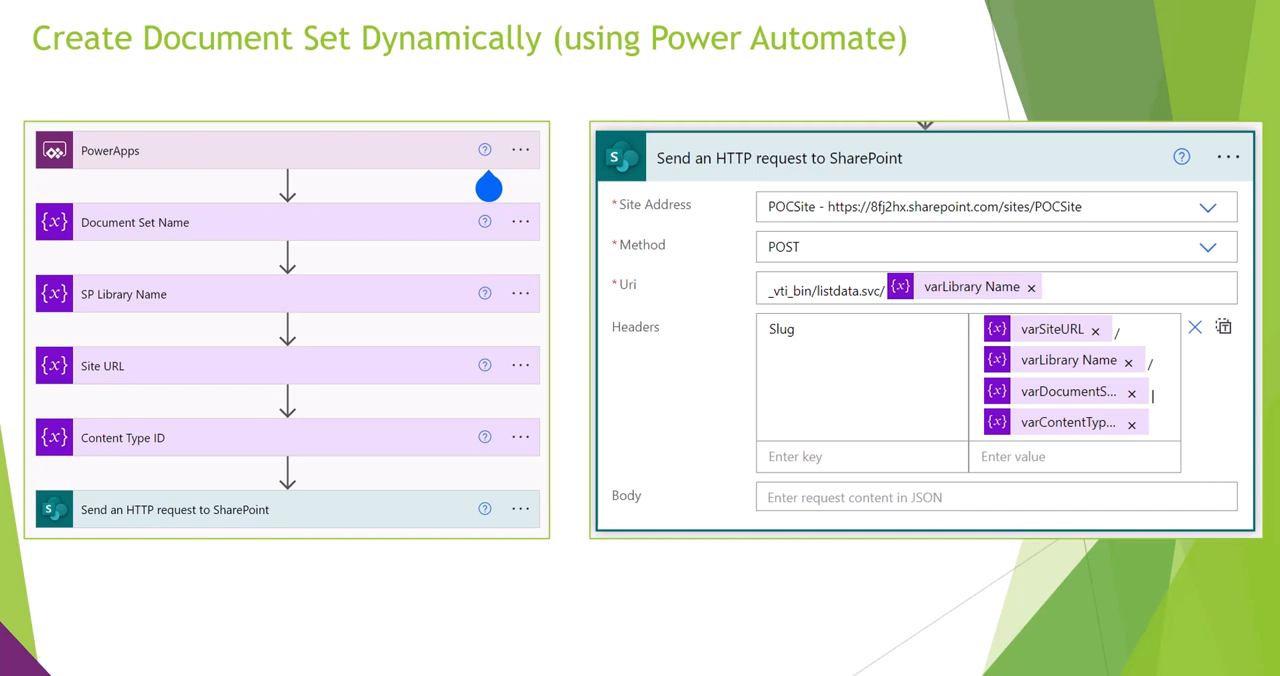 Create Document Set Dynamically (using Power Automate)
PowerApps
{x} Document Set Name
{x} SP Library Name
{x} Site URL
{x} Content Type ID
S Send an HTTP request to SharePoint
S Send an HTTP request to SharePoint
* Site Address
POCSite - https://8fj2hx.sharepoint.com/sites/POCSite
* Method
POST
* Uri
_vti_bin/listdata.svc/ {x} varLibrary Name ×
Headers
Slug
{x} varSiteURL × /
{x} varLibrary Name × /
{x} varDocumentS... × |
{x} varContentTyp... ×
Enter key
Enter value
Body
Enter request content in JSON